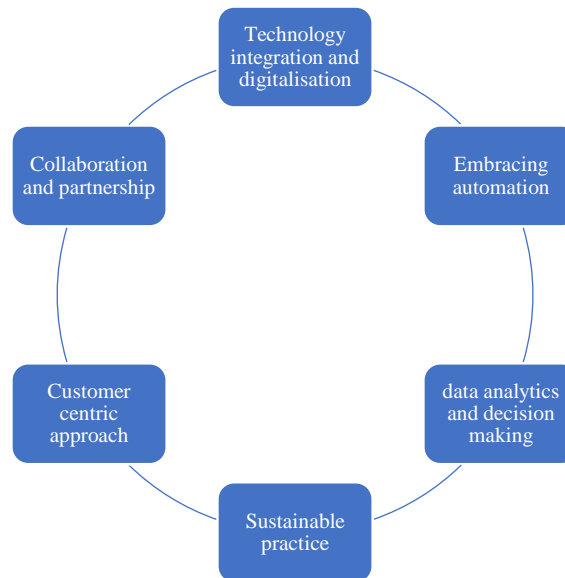 Technology
integration and
digitalisation
Embracing
automation
data analytics
and decision
making
Sustainable
practice
Customer
centric
approach
Collaboration
and partnership